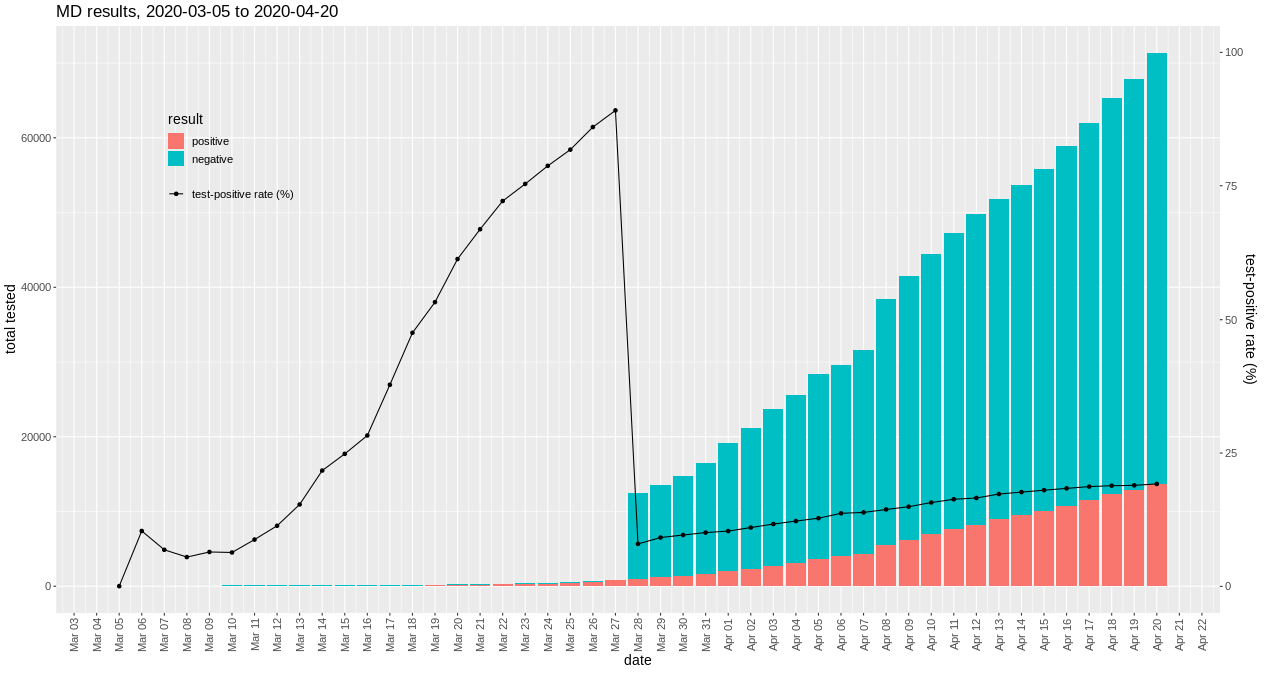 MD results, 2020-03-05 to 2020-04-20
result
positive
negative
test-positive rate (%)
total tested
60000
40000
20000
0
100
75
50
25
0
test-positive rate (%)
Mar 03
Mar 04
Mar 05
Mar 06
Mar 07
Mar 08
Mar 09
Mar 10
Mar 11
Mar 12
Mar 13
Mar 14
Mar 15
Mar 16
Mar 17
Mar 18
Mar 19
Mar 20
Mar 21
Mar 22
Mar 23
Mar 24
Mar 25
Mar 26
Mar 27
Mar 28
Mar 29
Mar 30
Mar 31
Apr 01
Apr 02
Apr 03
Apr 04
Apr 05
Apr 06
Apr 07
Apr 08
Apr 09
Apr 10
Apr 11
Apr 12
Apr 13
Apr 14
Apr 15
Apr 16
Apr 17
Apr 18
Apr 19
Apr 20
Apr 21
Apr 22
date